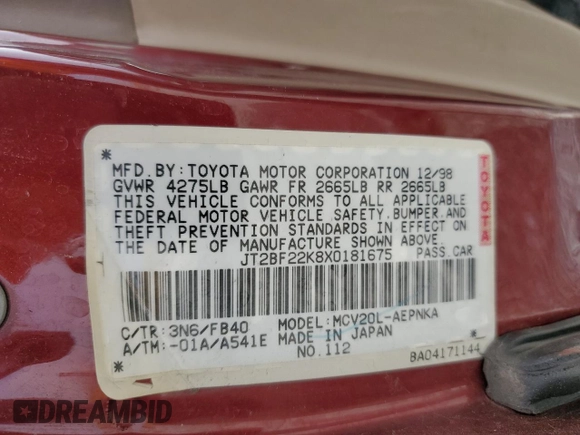 MFD. BY: TOYOTA MOTOR CORPORATION 12/98
GVWR 4275LB GAWR FR 2665LB RR 2665LB
THIS VEHICLE CONFORMS TO ALL APPLICABLE
FEDERAL MOTOR VEHICLE SAFETY, BUMPER, AND
THEFT PREVENTION STANDARDS IN EFFECT ON
THE DATE OF MANUFACTURE SHOWN ABOVE.
JT2BF22K8X0181675 PASS. CAR
C/TR: 3N6/FB40 MODEL: MCV20L-AEPNKA
A/TM: -01A/A541E MADE IN JAPAN
NO. 112 BA04171144
TOYOTA
DREAMBID